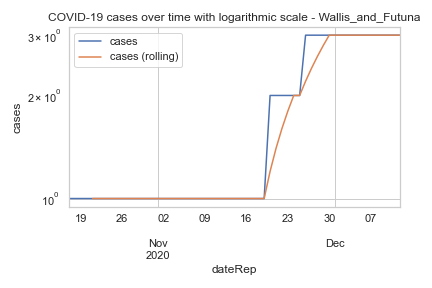 COVID-19 cases over time with logarithmic scale - Wallis_and_Futuna
cases
cases (rolling)
3 × 10⁰
2 × 10⁰
10⁰
cases
19 26 02 09 16 23 30 07
Nov Dec
2020
dateRep